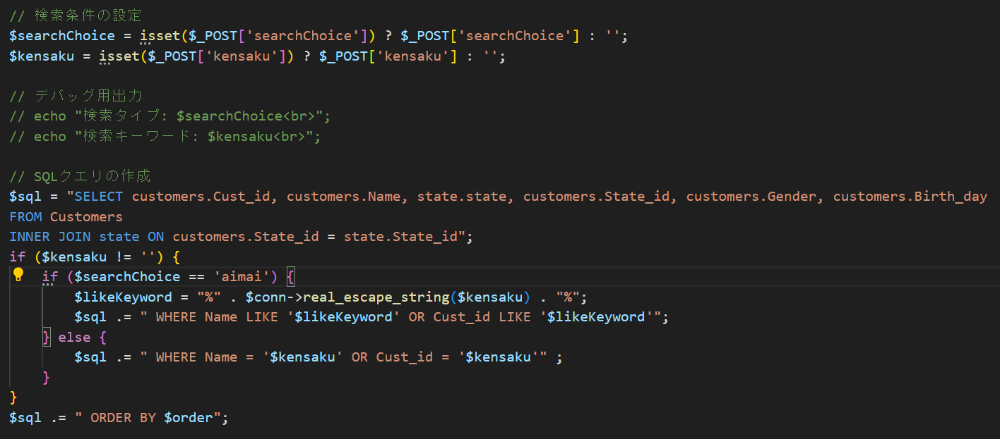 // 検索条件の設定
$searchChoice = isset($_POST['searchChoice']) ? $_POST['searchChoice'] : '';
$kensaku = isset($_POST['kensaku']) ? $_POST['kensaku'] : '';
// デバッグ用出力
// echo "検索タイプ: $searchChoice<br>";
// echo "検索キーワード: $kensaku<br>";
// SQLクエリの作成
$sql = "SELECT customers.Cust_id, customers.Name, state.state, customers.State_id, customers.Gender, customers.Birth_day
FROM Customers
INNER JOIN state ON customers.State_id = state.State_id";
if ($kensaku != '') {
    if ($searchChoice == 'aimai') {
        $likeKeyword = "%" . $conn->real_escape_string($kensaku) . "%";
        $sql .= " WHERE Name LIKE '$likeKeyword' OR Cust_id LIKE '$likeKeyword'";
    } else {
        $sql .= " WHERE Name = '$kensaku' OR Cust_id = '$kensaku'" ;
    }
}
$sql .= " ORDER BY $order";